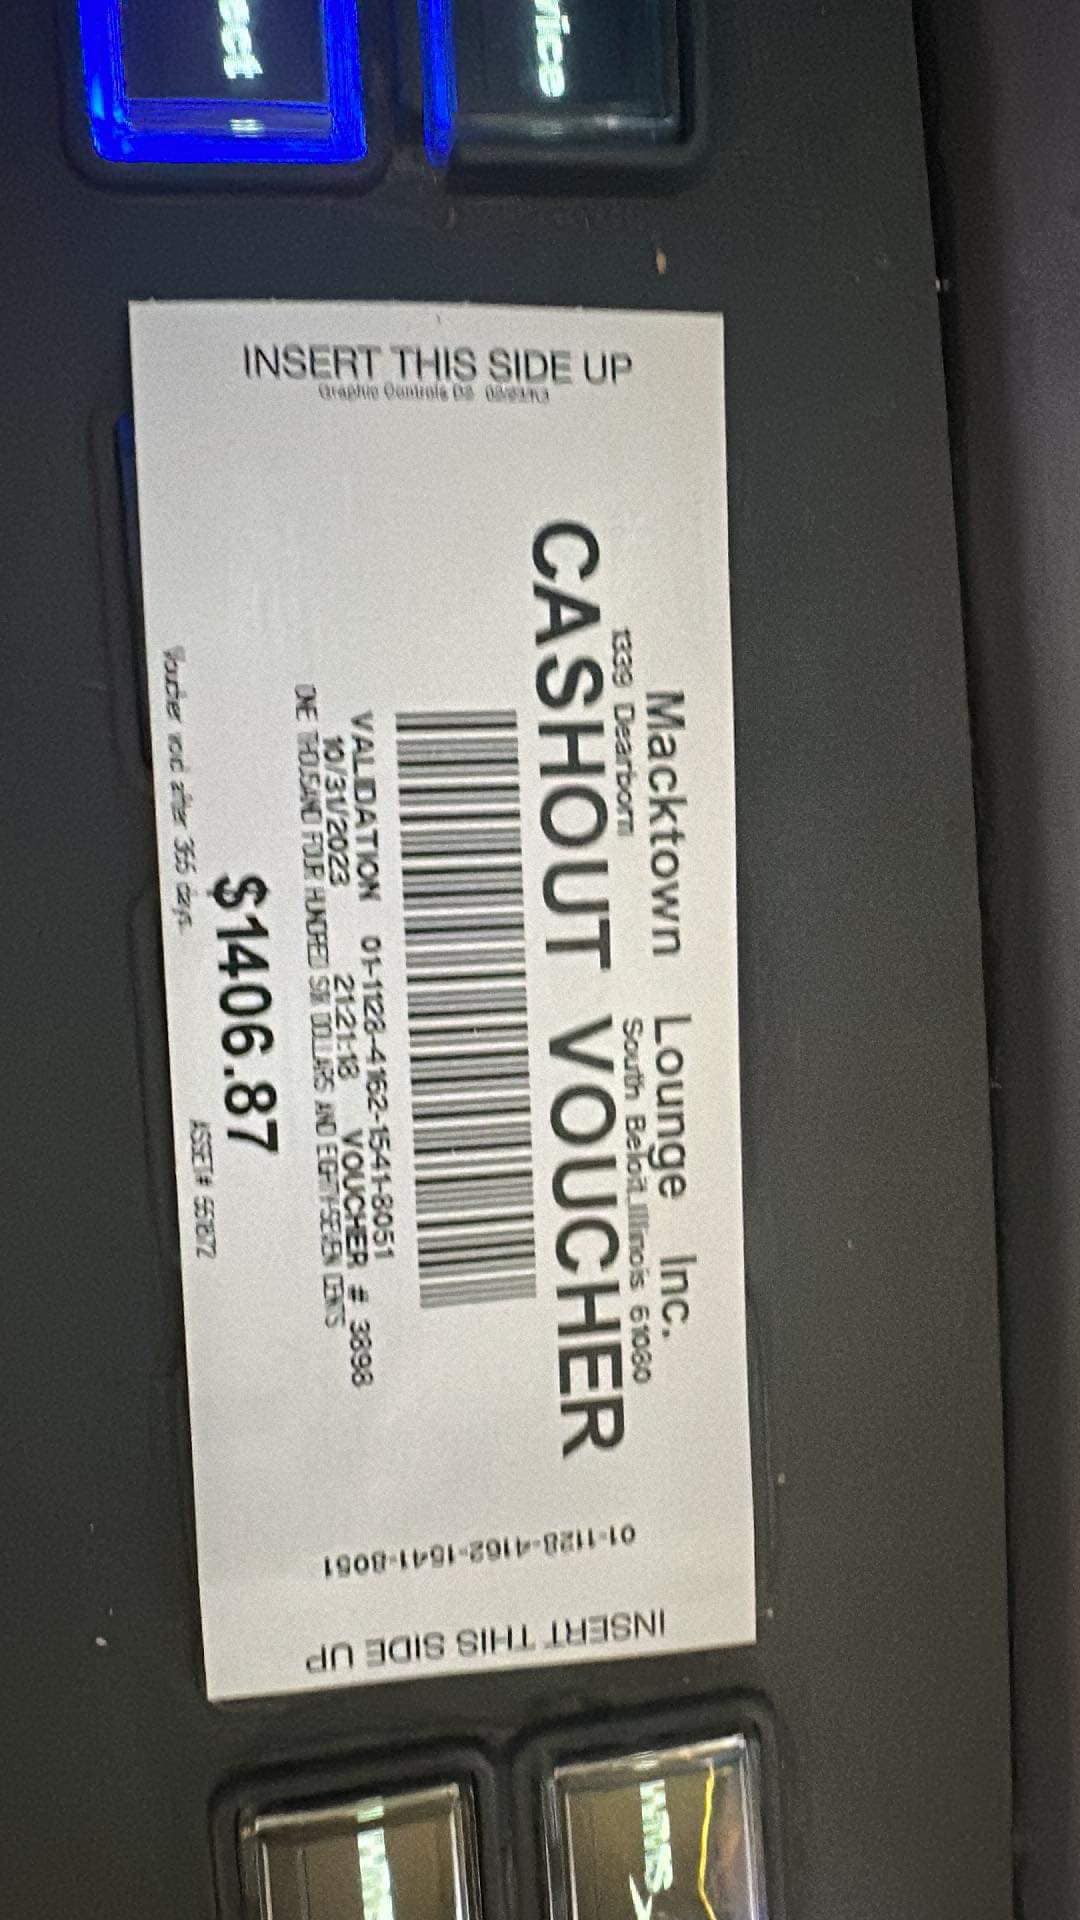 INSERT THIS SIDE UP
Macktown Lounge Inc.
1339 Dearborn South Beloit, Illinois 61080
CASHOUT VOUCHER
VALIDATION 01-1128-4162-1541-8051
10/31/2023 21:21:18 VOUCHER # 3898
ONE THOUSAND FOUR HUNDRED SIX DOLLARS AND EIGHTY-SEVEN CENTS
$1406.87
Voucher void after 365 days.
01-1128-4162-1541-8051
INSERT THIS SIDE UP